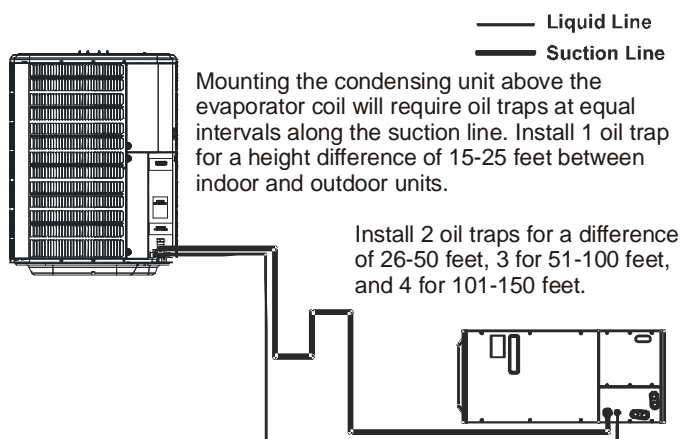 Liquid Line
Suction Line
Mounting the condensing unit above the
evaporator coil will require oil traps at equal
intervals along the suction line. Install 1 oil trap
for a height difference of 15-25 feet between
indoor and outdoor units.
Install 2 oil traps for a difference
of 26-50 feet, 3 for 51-100 feet,
and 4 for 101-150 feet.